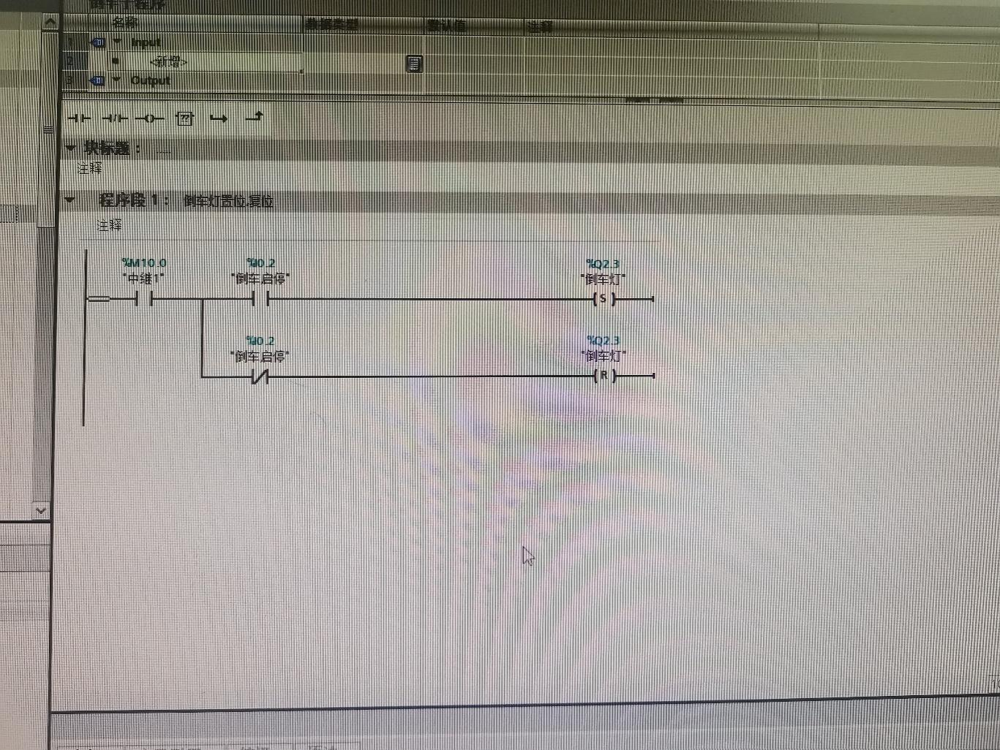 倒车子程序
名称 数据类型 默认值 注释
1 Input
2 <新增>
3 Output
??
块标题： .....
注释
程序段 1： 倒车灯置位,复位
注释
%M10.0 %I0.2 %Q2.3
"中继1" "倒车启停" "倒车灯"
S
%I0.2 %Q2.3
"倒车启停" "倒车灯"
R